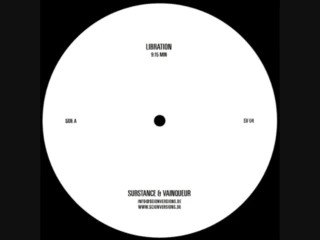 LIBRATION
9:15 MIN
SIDE A
SV 04
SUBSTANCE & VAINQUEUR
INFO@SCIONVERSIONS.DE
WWW.SCIONVERSIONS.DE